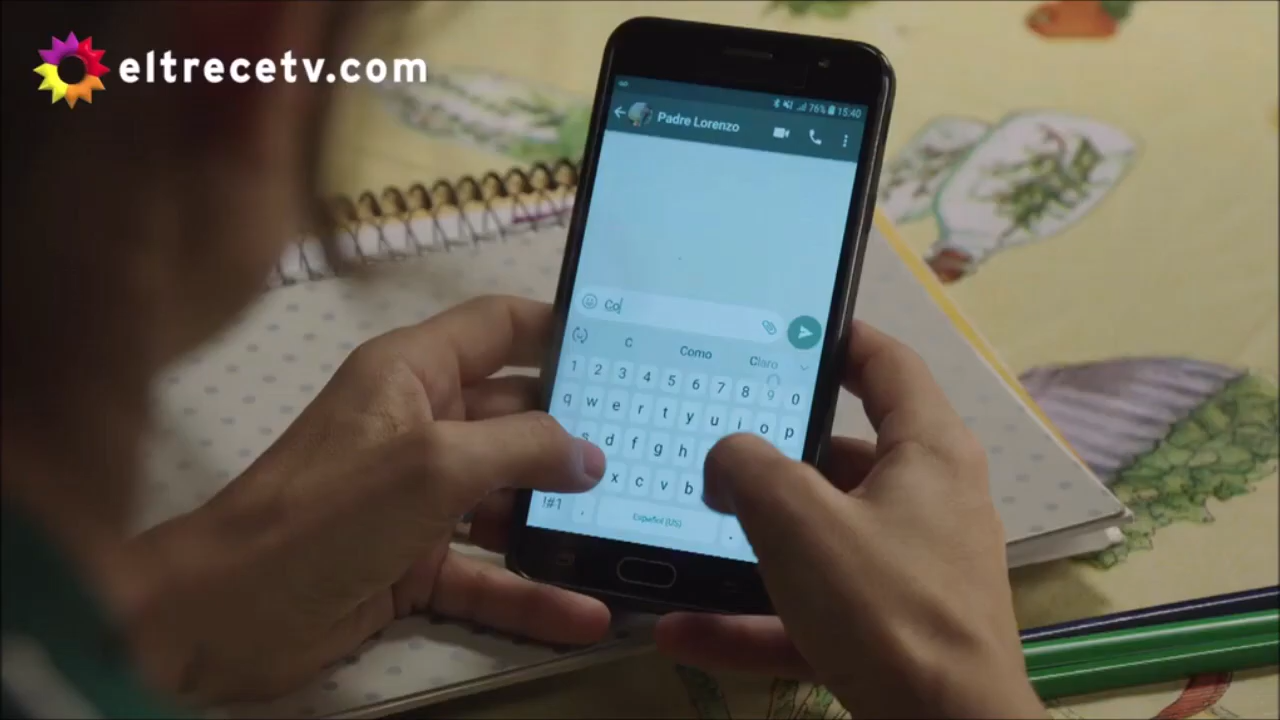 eltrecetv.com
76% 15:40
Padre Lorenzo
Co
C Como Claro
1 2 3 4 5 6 7 8 9 0
q w e r t y u i o p
s d f g h
x c v b
!#1 , Español (US) .